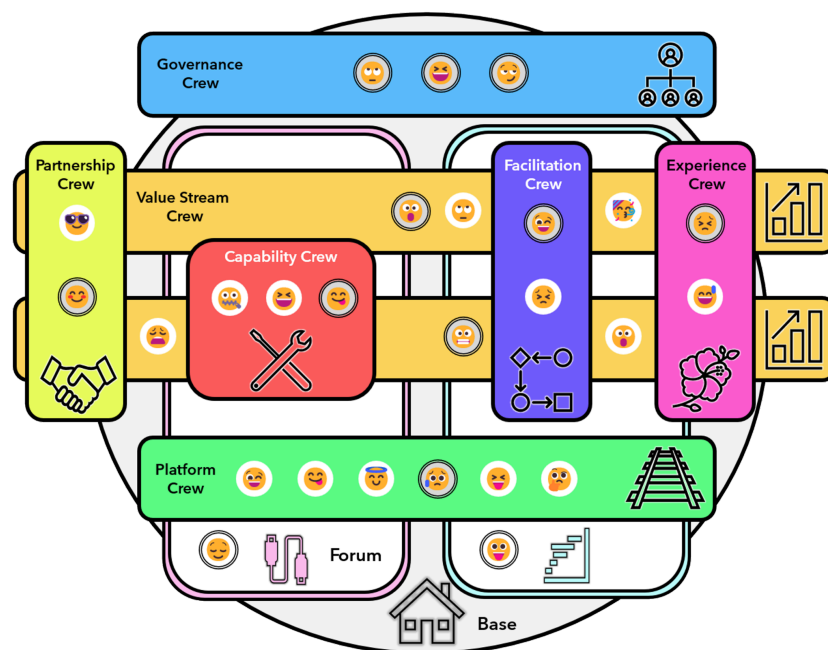 Governance
Crew
Partnership
Crew
Facilitation
Crew
Experience
Crew
Value Stream
Crew
Capability Crew
Platform
Crew
Forum
Base